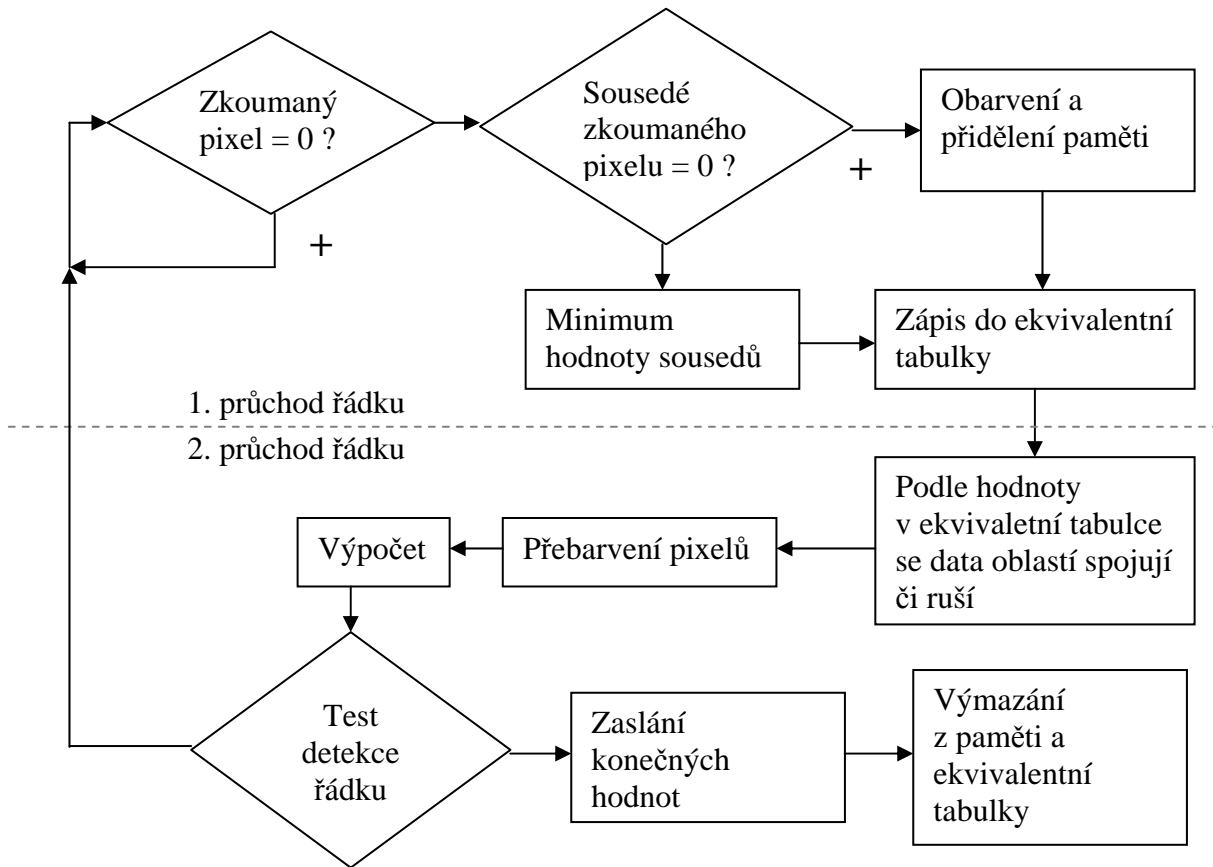 Zkoumaný
pixel = 0 ?
+
Sousedé
zkoumaného
pixelu = 0 ?
+
Obarvení a
přidělení paměti
Minimum
hodnoty sousedů
Zápis do ekvivalentní
tabulky
1. průchod řádku
2. průchod řádku
Podle hodnoty
v ekvivaletní tabulce
se data oblastí spojují
či ruší
Přebarvení pixelů
Výpočet
Test
detekce
řádku
Zaslání
konečných
hodnot
Výmazání
z paměti a
ekvivalentní
tabulky